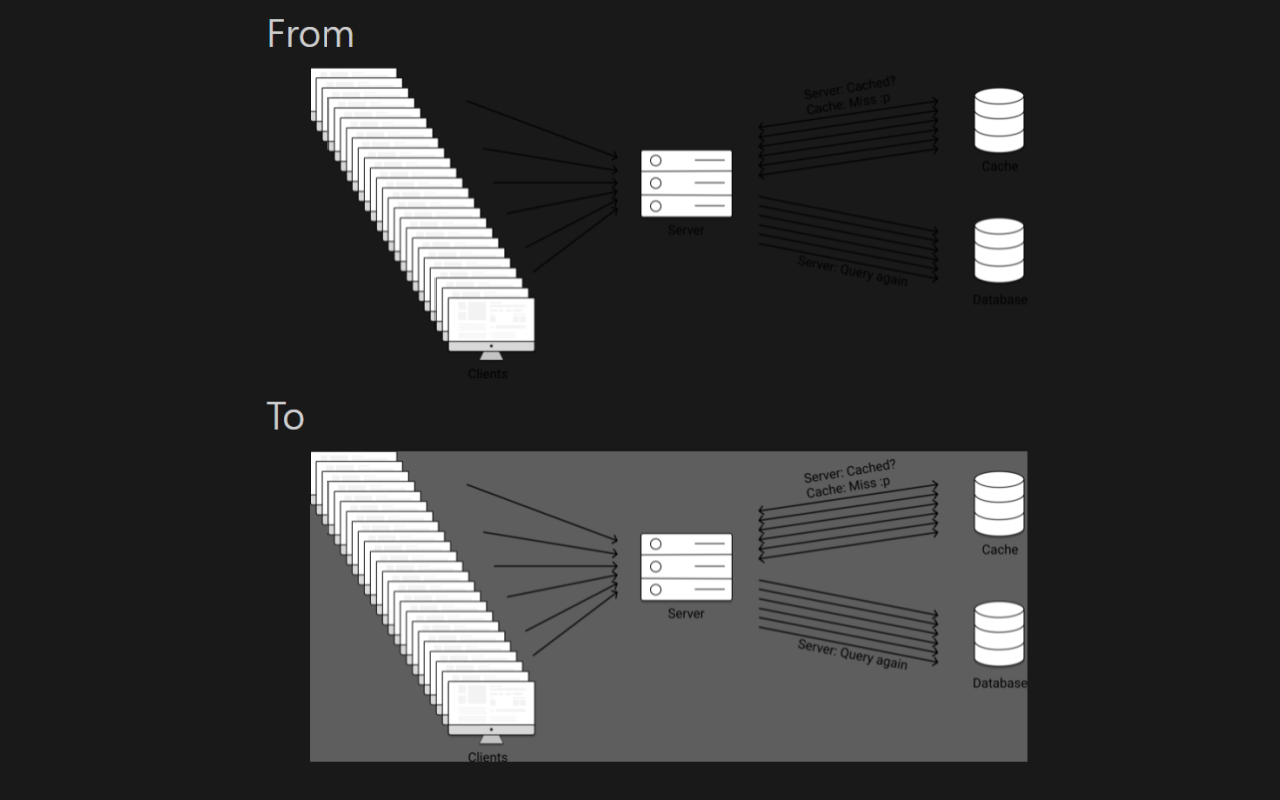 From
Server: Cached?
Cache: Miss :p
Cache
Server
Server: Query again
Database
Clients
To
Server: Cached?
Cache: Miss :p
Cache
Server
Server: Query again
Database
Clients